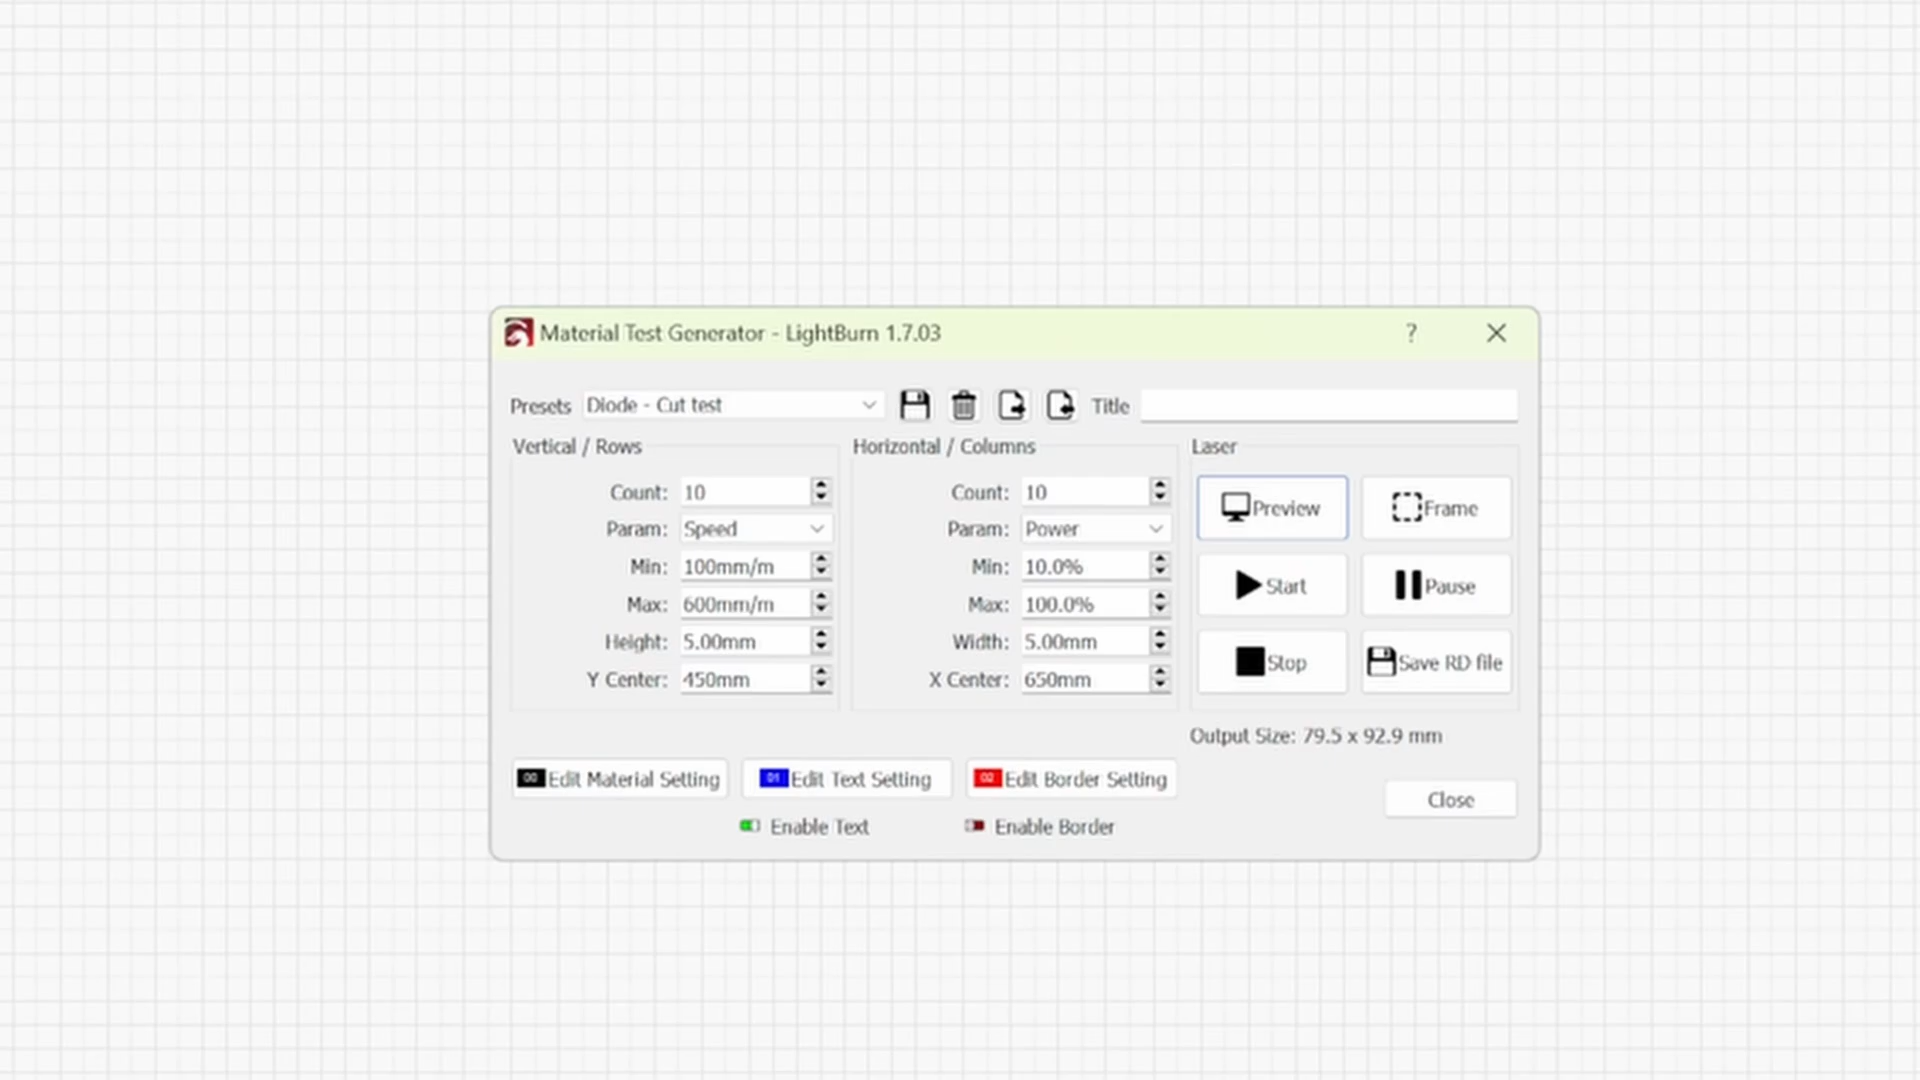 Material Test Generator - LightBurn 1.7.03 ?
Presets Diode - Cut test Title
Vertical / Rows Horizontal / Columns Laser
Count: 10 Count: 10 Preview Frame
Param: Speed Param: Power
Min: 100mm/m Min: 10.0% Start Pause
Max: 600mm/m Max: 100.0%
Height: 5.00mm Width: 5.00mm Stop Save RD file
Y Center: 450mm X Center: 650mm
Output Size: 79.5 x 92.9 mm
00 Edit Material Setting 01 Edit Text Setting 02 Edit Border Setting
Close
Enable Text Enable Border